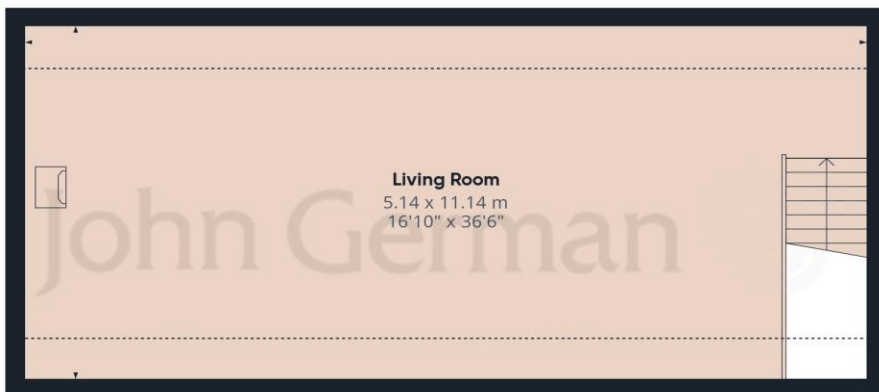 Living Room
5.14 x 11.14 m
16'10" x 36'6"
John German